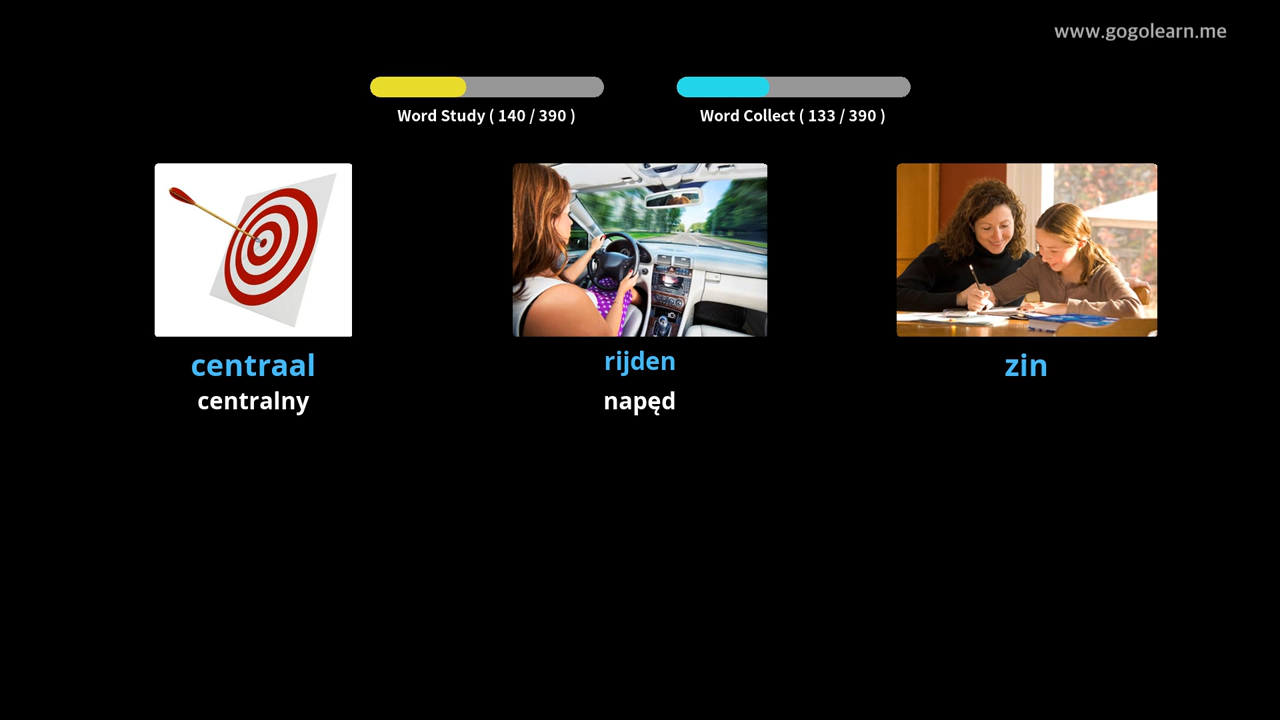 www.gogolearn.me
Word Study ( 140 / 390 )
Word Collect ( 133 / 390 )
centraal
centralny
rijden
napęd
zin